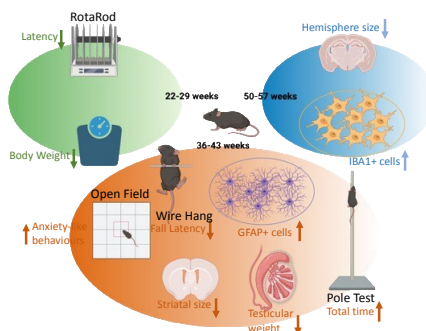 RotaRod
Latency
Hemisphere size
22-29 weeks
50-57 weeks
36-43 weeks
Body Weight
IBA1+ cells
Open Field
Wire Hang
Anxiety-like
behaviours
Fall Latency
GFAP+ cells
Striatal size
Testicular
weight
Pole Test
Total time